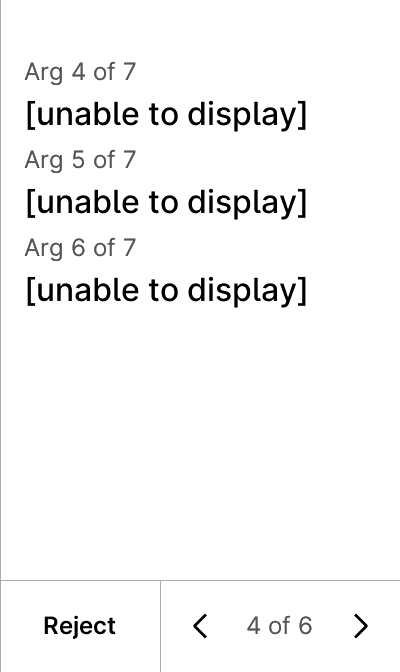 Arg 4 of 7
[unable to display]
Arg 5 of 7
[unable to display]
Arg 6 of 7
[unable to display]
Reject
4 of 6